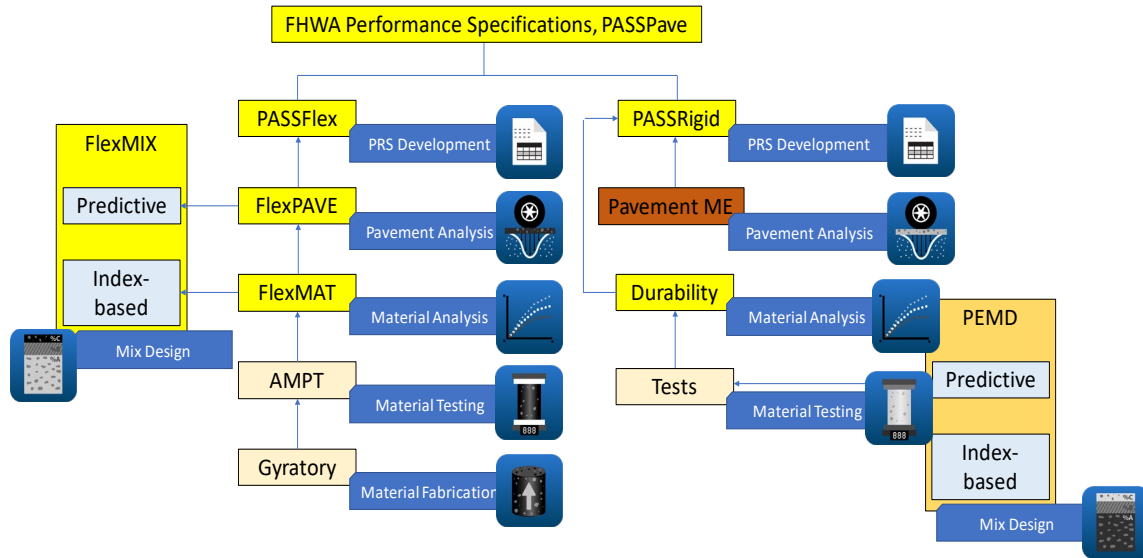 FHWA Performance Specifications, PASSPave
PASSFlex
PRS Development
FlexMIX
Predictive
FlexPAVE
Pavement Analysis
Index-
based
FlexMAT
Material Analysis
%C
%B
%A
Mix Design
AMPT
Material Testing
888
Gyratory
Material Fabrication
PASSRigid
PRS Development
Pavement ME
Pavement Analysis
Durability
Material Analysis
PEMD
Tests
Material Testing
888
Predictive
Index-
based
Mix Design
%C
%B
%A